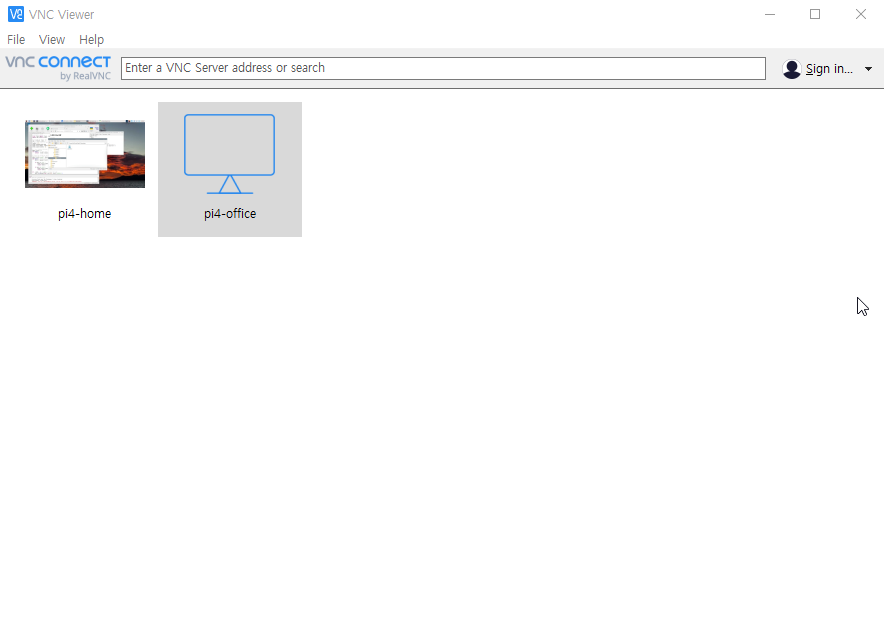 VNC Viewer
File View Help
vnc connect
by RealVNC
Enter a VNC Server address or search
Sign in...
pi4-home
pi4-office